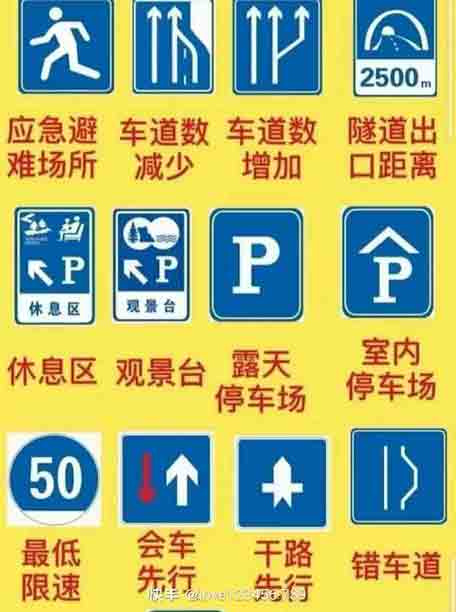 2500m
应急避
难场所
车道数
减少
车道数
增加
隧道出
口距离
P
休息区
P
观景台
P
P
休息区
观景台
露天
停车场
室内
停车场
50
最低
限速
会车
先行
干路
先行
错车道